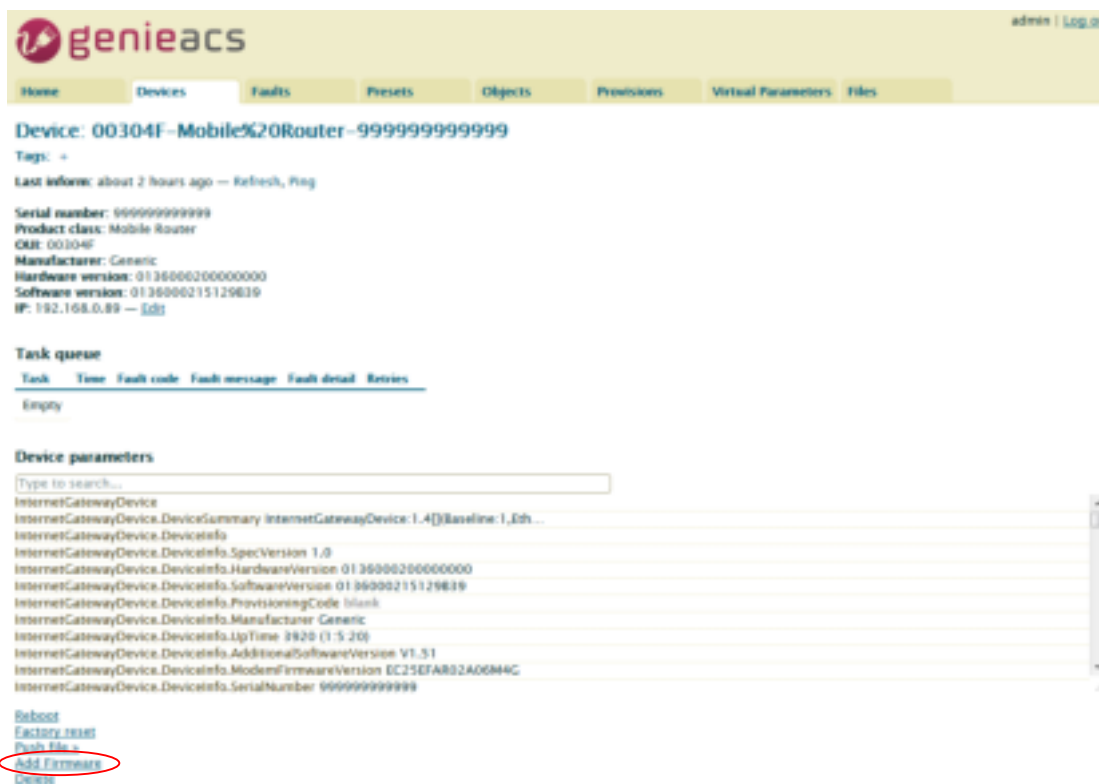 genieacs
admin | Log o
Home Devices Faults Presets Objects Provisions Virtual Parameters Files
Device: 00304F-Mobile%20Router-999999999999
Tags: +
Last inform: about 2 hours ago — Refresh, Ping
Serial number: 999999999999
Product class: Mobile Router
OUI: 00304F
Manufacturer: Generic
Hardware version: 0136000200000000
Software version: 0136000215129839
IP: 192.168.0.89 — Edit
Task queue
Task Time Fault code Fault message Fault detail Retries
Empty
Device parameters
Type to search...
InternetGatewayDevice
InternetGatewayDevice.DeviceSummary InternetGatewayDevice:1.4[](Baseline:1,Eth...
InternetGatewayDevice.DeviceInfo
InternetGatewayDevice.DeviceInfo.SpecVersion 1.0
InternetGatewayDevice.DeviceInfo.HardwareVersion 0136000200000000
InternetGatewayDevice.DeviceInfo.SoftwareVersion 0136000215129839
InternetGatewayDevice.DeviceInfo.ProvisioningCode blank
InternetGatewayDevice.DeviceInfo.Manufacturer Generic
InternetGatewayDevice.DeviceInfo.UpTime 3920 (1:5:20)
InternetGatewayDevice.DeviceInfo.AdditionalSoftwareVersion V1.51
InternetGatewayDevice.DeviceInfo.ModemFirmwareVersion EC25EFAR02A06M4G
InternetGatewayDevice.DeviceInfo.SerialNumber 999999999999
Reboot
Factory reset
Push file »
Add Firmware
Delete